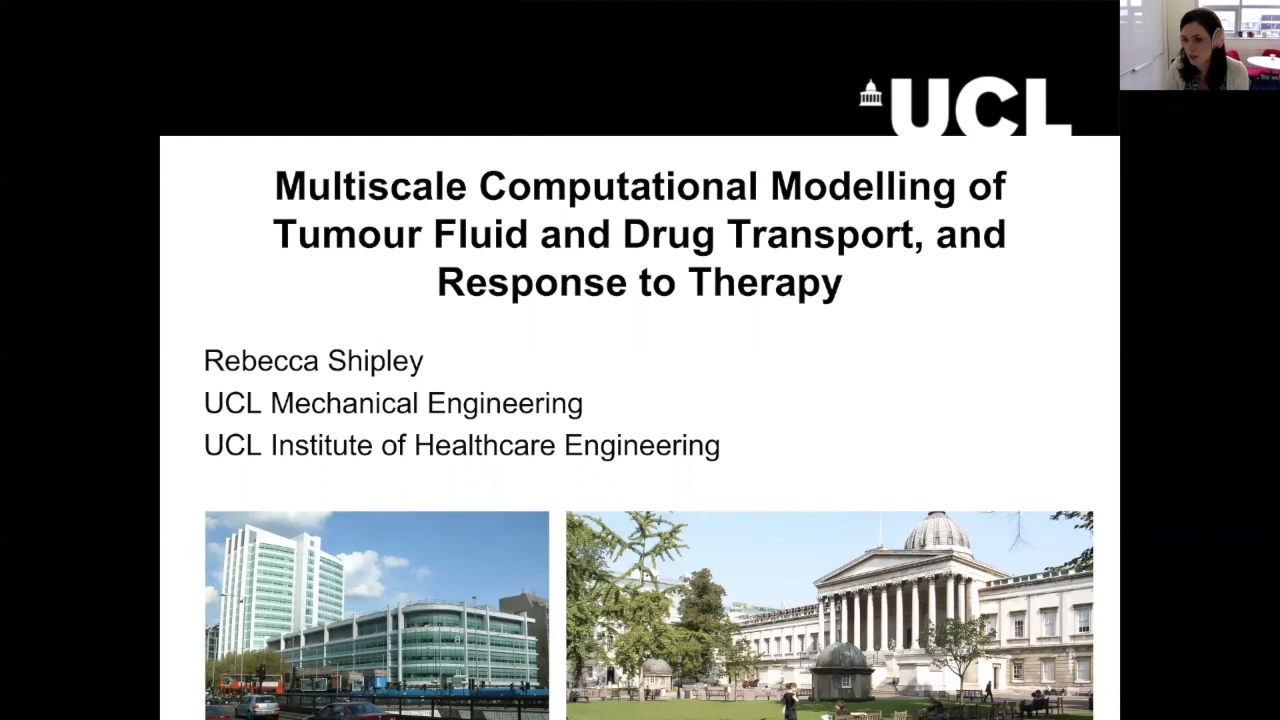 UCL
Multiscale Computational Modelling of
Tumour Fluid and Drug Transport, and
Response to Therapy
Rebecca Shipley
UCL Mechanical Engineering
UCL Institute of Healthcare Engineering